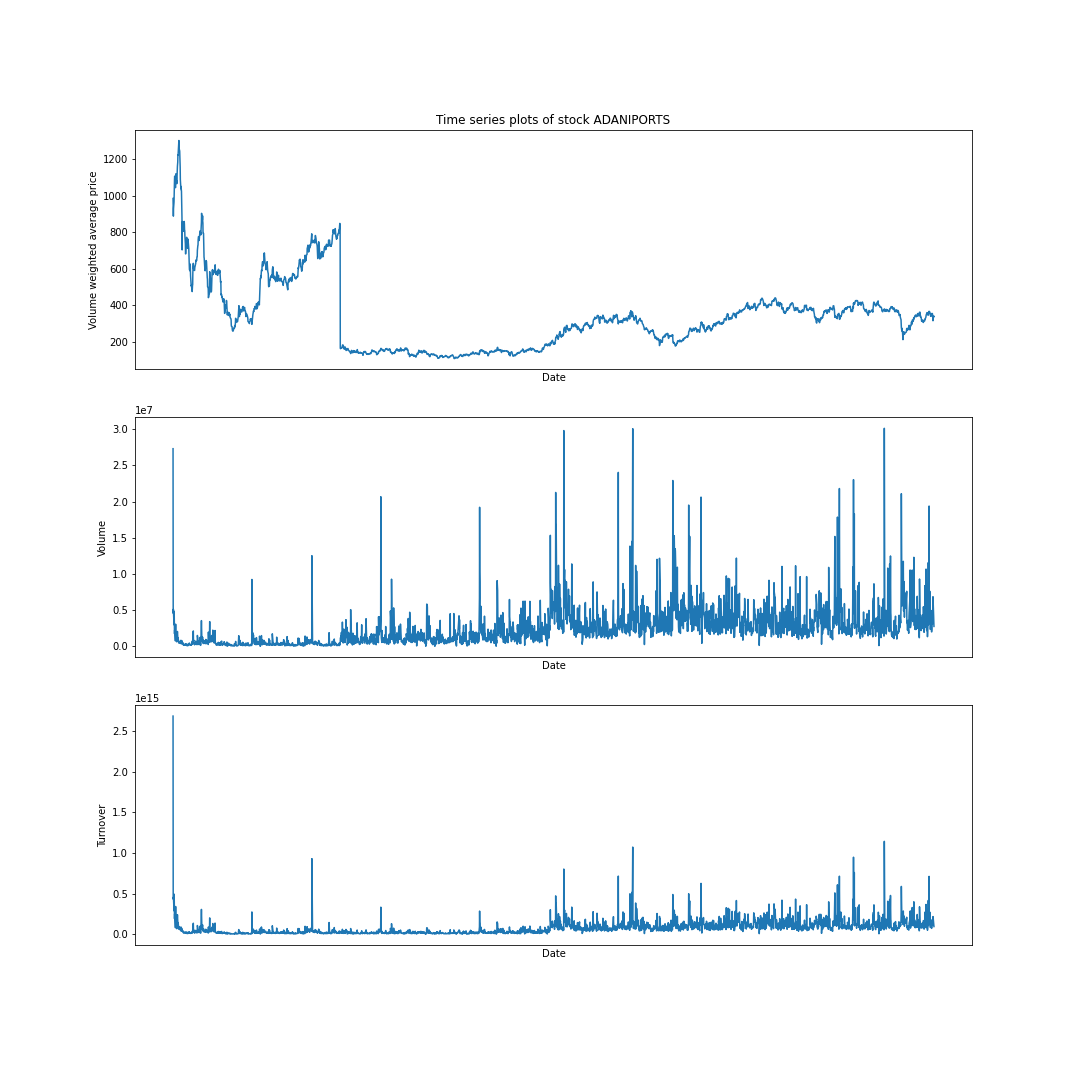 Time series plots of stock ADANIPORTS
Volume weighted average price
1200
1000
800
600
400
200
Date
1e7
Volume
3.0
2.5
2.0
1.5
1.0
0.5
0.0
Date
1e15
Turnover
2.5
2.0
1.5
1.0
0.5
0.0
Date